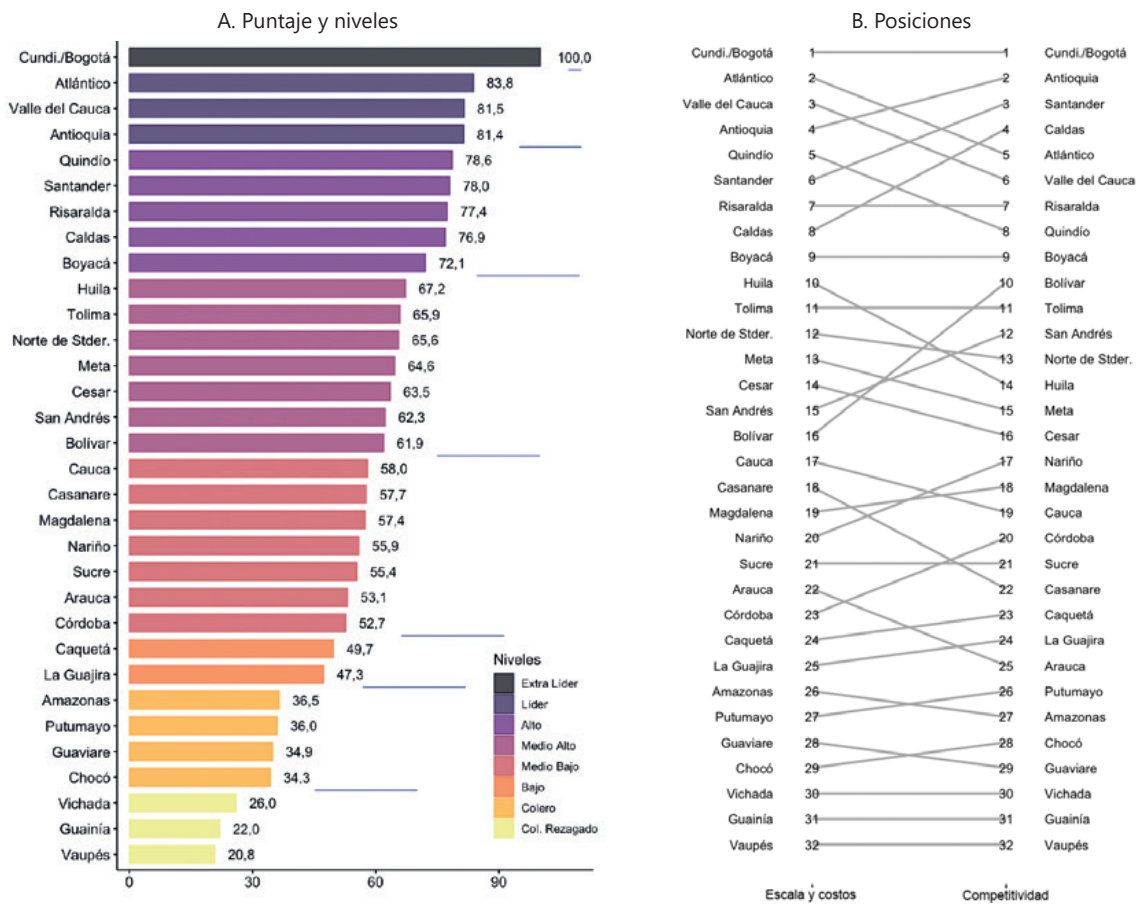 A. Puntaje y niveles
Cundi./Bogotá 100,0
Atlántico 83,8
Valle del Cauca 81,5
Antioquia 81,4
Quindío 78,6
Santander 78,0
Risaralda 77,4
Caldas 76,9
Boyacá 72,1
Huila 67,2
Tolima 65,9
Norte de Stder. 65,6
Meta 64,6
Cesar 63,5
San Andrés 62,3
Bolívar 61,9
Cauca 58,0
Casanare 57,7
Magdalena 57,4
Nariño 55,9
Sucre 55,4
Arauca 53,1
Córdoba 52,7
Caquetá 49,7
La Guajira 47,3
Amazonas 36,5
Putumayo 36,0
Guaviare 34,9
Chocó 34,3
Vichada 26,0
Guainía 22,0
Vaupés 20,8
0 30 60 90
Niveles
Extra Líder
Líder
Alto
Medio Alto
Medio Bajo
Bajo
Colero
Col. Rezagado
B. Posiciones
Cundi./Bogotá 1 1 Cundi./Bogotá
Atlántico 2 2 Antioquia
Valle del Cauca 3 3 Santander
Antioquia 4 4 Caldas
Quindío 5 5 Atlántico
Santander 6 6 Valle del Cauca
Risaralda 7 7 Risaralda
Caldas 8 8 Quindío
Boyacá 9 9 Boyacá
Huila 10 10 Bolívar
Tolima 11 11 Tolima
Norte de Stder. 12 12 San Andrés
Meta 13 13 Norte de Stder.
Cesar 14 14 Huila
San Andrés 15 15 Meta
Bolívar 16 16 Cesar
Cauca 17 17 Nariño
Casanare 18 18 Magdalena
Magdalena 19 19 Cauca
Nariño 20 20 Córdoba
Sucre 21 21 Sucre
Arauca 22 22 Casanare
Córdoba 23 23 Caquetá
Caquetá 24 24 La Guajira
La Guajira 25 25 Arauca
Amazonas 26 26 Putumayo
Putumayo 27 27 Amazonas
Guaviare 28 28 Chocó
Chocó 29 29 Guaviare
Vichada 30 30 Vichada
Guainía 31 31 Guainía
Vaupés 32 32 Vaupés
Escala y costos Competitividad